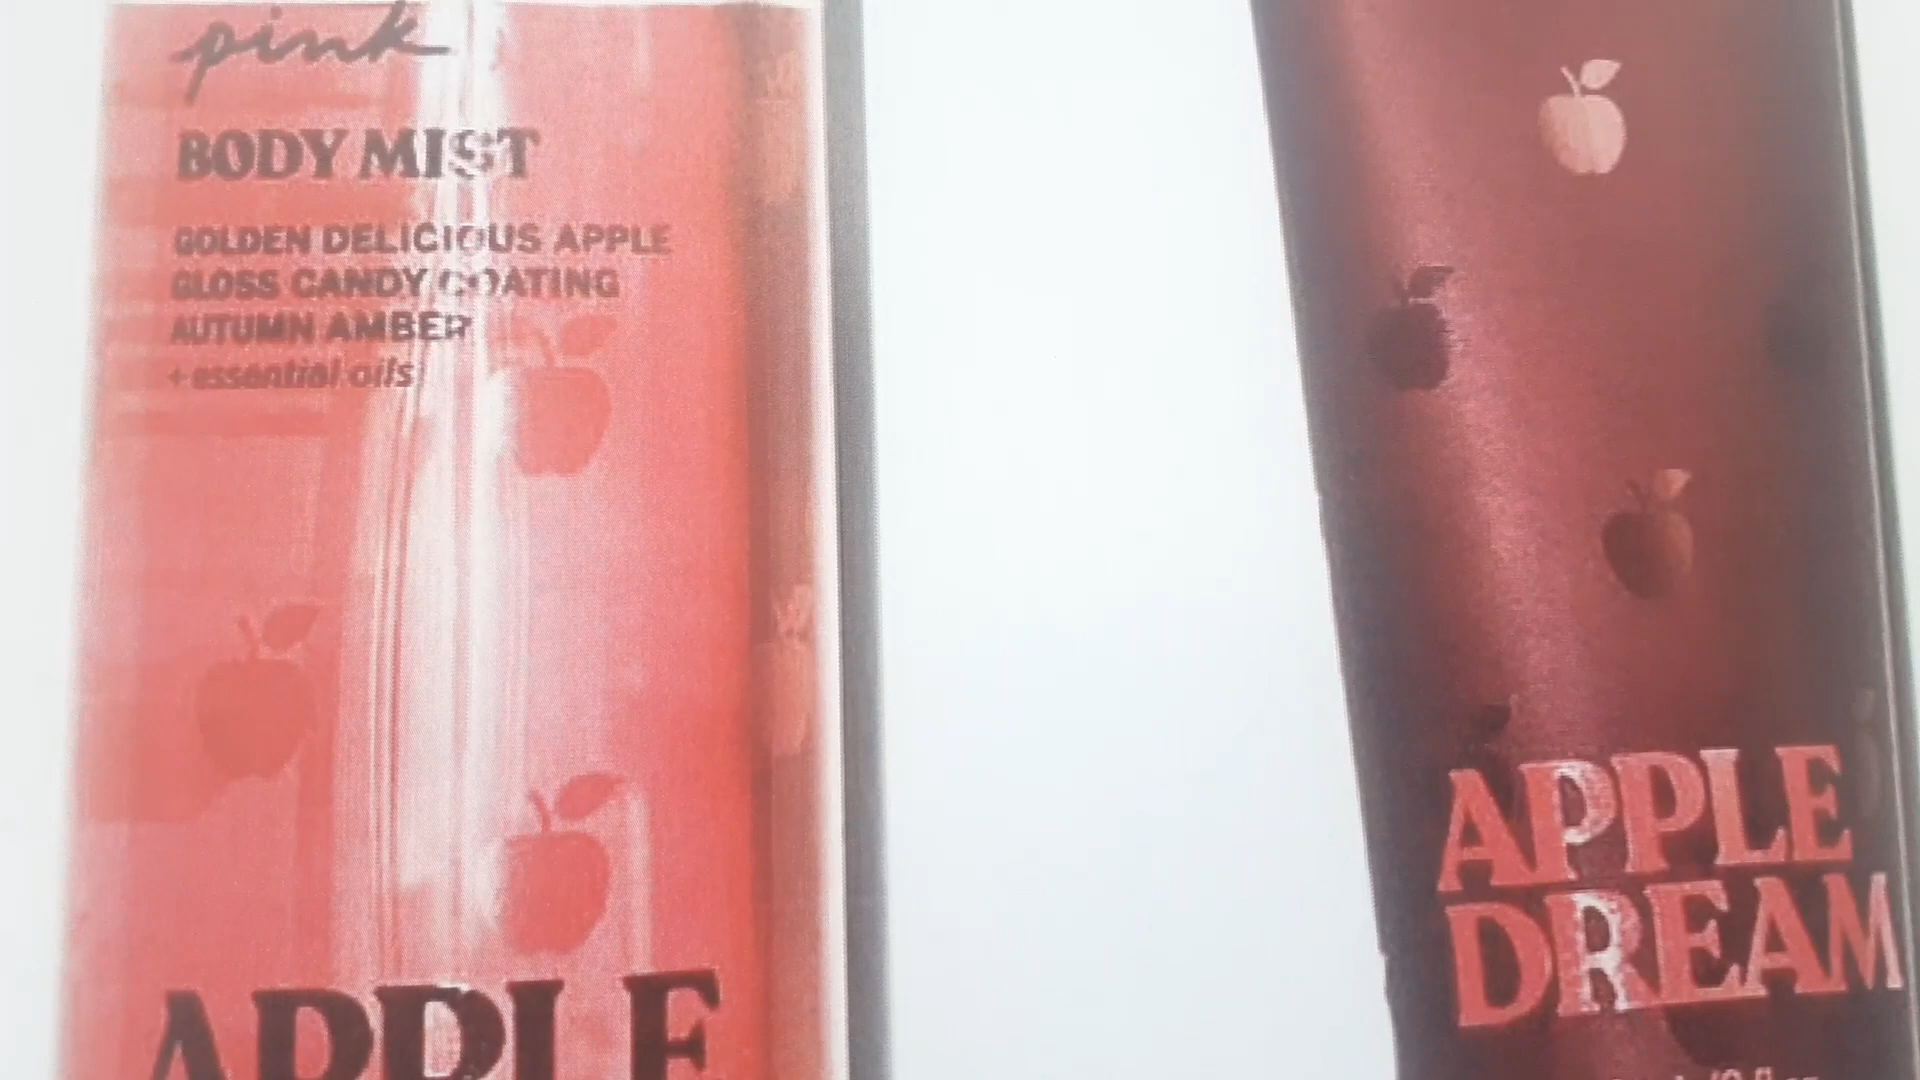 pink
BODY MIST
GOLDEN DELICIOUS APPLE
GLOSS CANDY COATING
AUTUMN AMBER
+ essential oils
APPLE
APPLE
DREAM